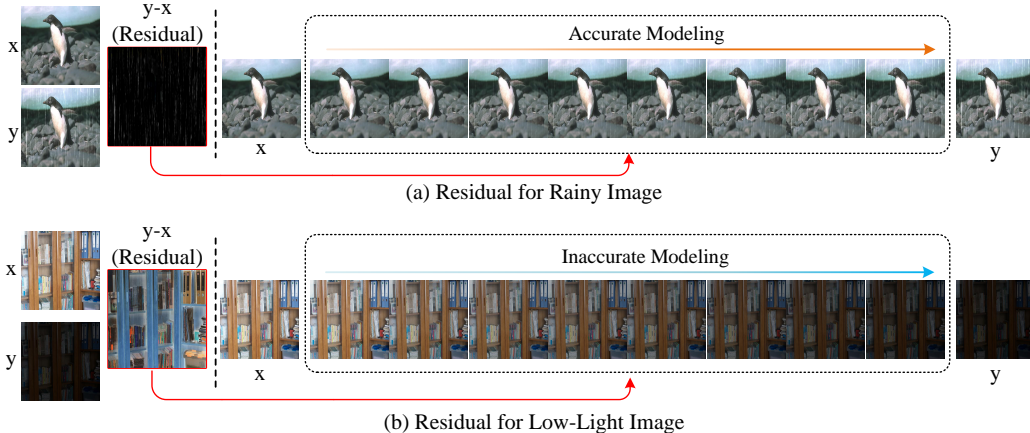 y-x
(Residual)
x
y
Accurate Modeling
x
y
(a) Residual for Rainy Image
y-x
(Residual)
x
y
Inaccurate Modeling
x
y
(b) Residual for Low-Light Image